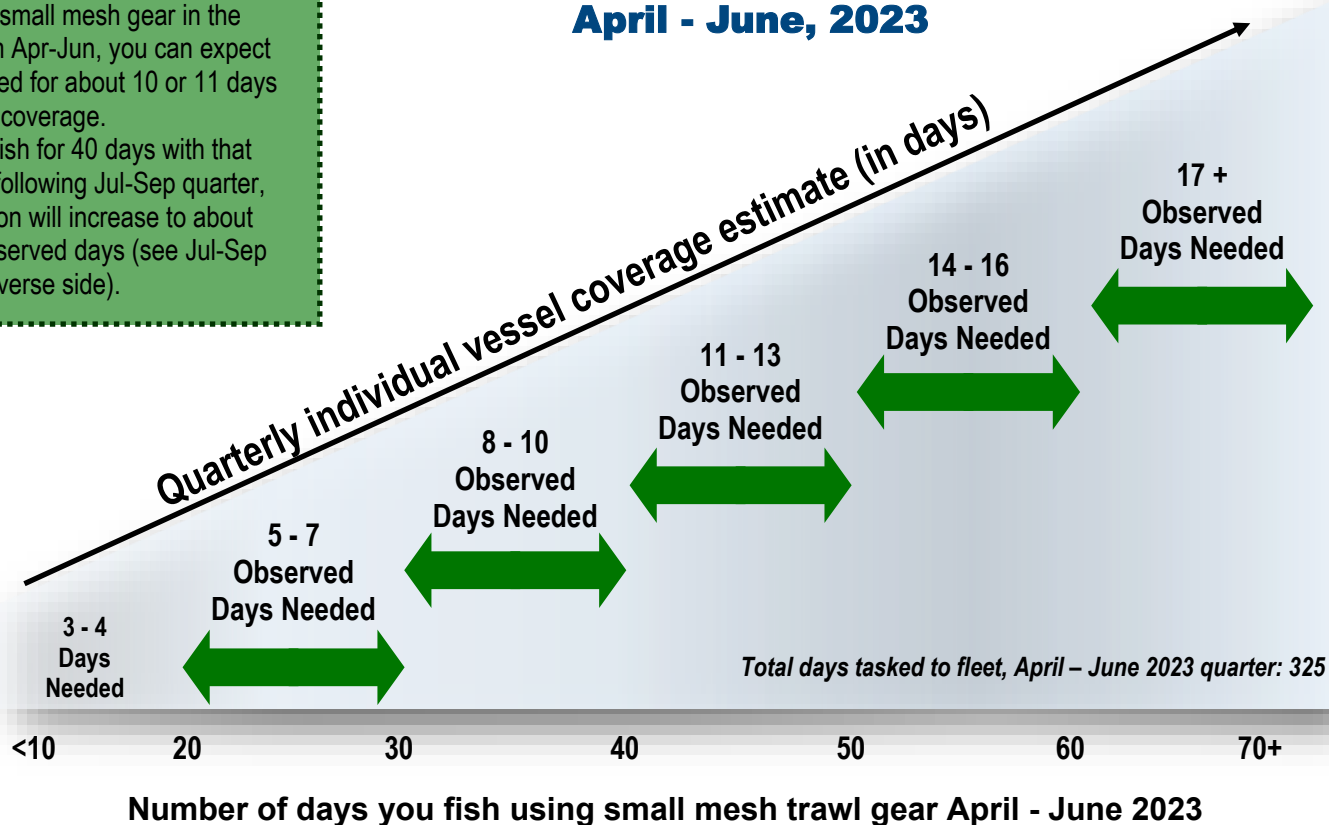 small mesh gear in the
Apr-Jun, you can expect
for about 10 or 11 days
coverage.
for 40 days with that
following Jul-Sep quarter,
will increase to about
days (see Jul-Sep
side).
April - June, 2023
Quarterly individual vessel coverage estimate (in days)
17 +
Observed
Days Needed
14 - 16
Observed
Days Needed
11 - 13
Observed
Days Needed
8 - 10
Observed
Days Needed
5 - 7
Observed
Days Needed
3 - 4
Days
Needed
Total days tasked to fleet, April – June 2023 quarter: 325
<10 20 30 40 50 60 70+
Number of days you fish using small mesh trawl gear April - June 2023